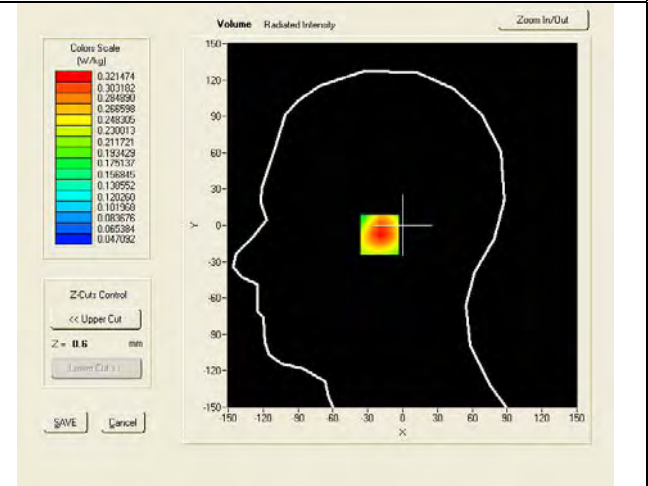 Volume Radiated Intensity
Zoom In/Out
Colors Scale
(W/kg)
0.321474
0.303182
0.284890
0.266598
0.248305
0.230013
0.211721
0.193429
0.175137
0.156845
0.138552
0.120260
0.101968
0.083676
0.065384
0.047092
Z-Cuts Control
<< Upper Cut
Z = 0.6 mm
Lower Cut >>
SAVE Cancel
150
120
90
60
30
0
-30
-60
-90
-120
-150
Y
-150 -120 -90 -60 -30 0 30 60 90 120 150
X